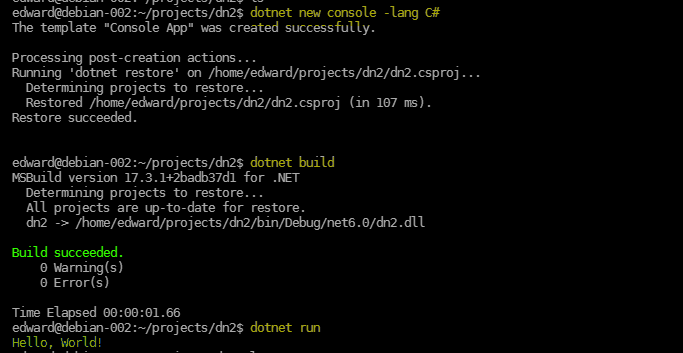 edward@debian-002:~/projects/dn2$ dotnet new console -lang C#
The template "Console App" was created successfully.
Processing post-creation actions...
Running 'dotnet restore' on /home/edward/projects/dn2/dn2.csproj...
  Determining projects to restore...
  Restored /home/edward/projects/dn2/dn2.csproj (in 107 ms).
Restore succeeded.
edward@debian-002:~/projects/dn2$ dotnet build
MSBuild version 17.3.1+2badb37d1 for .NET
  Determining projects to restore...
  All projects are up-to-date for restore.
  dn2 -> /home/edward/projects/dn2/bin/Debug/net6.0/dn2.dll
Build succeeded.
    0 Warning(s)
    0 Error(s)
Time Elapsed 00:00:01.66
edward@debian-002:~/projects/dn2$ dotnet run
Hello, World!